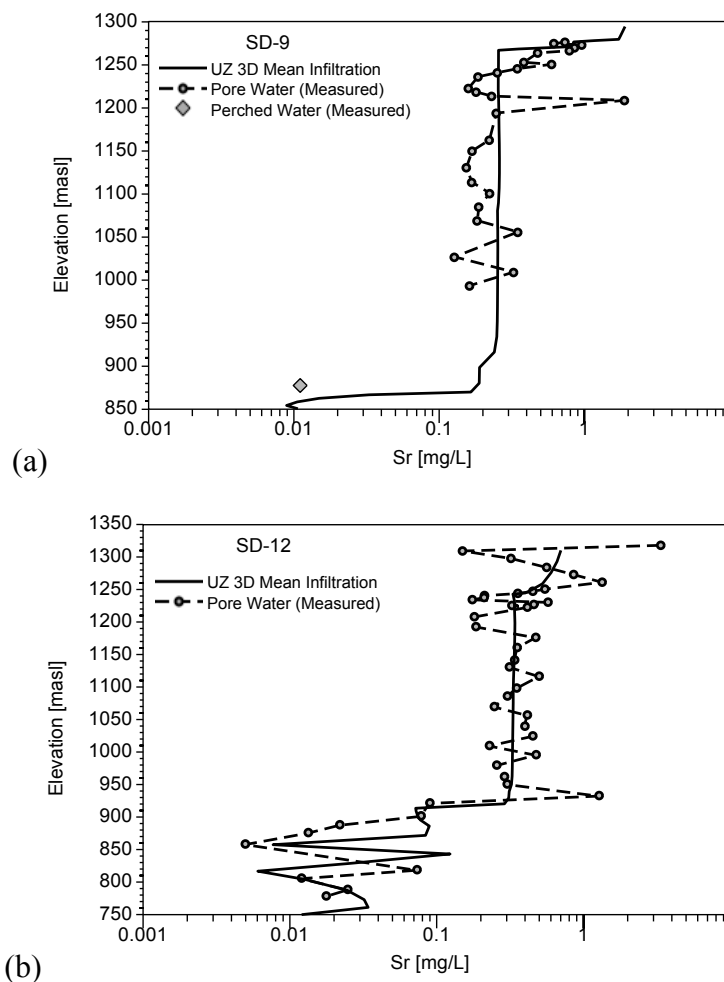 SD-9
UZ 3D Mean Infiltration
Pore Water (Measured)
Perched Water (Measured)
Elevation [masl]
1300
1250
1200
1150
1100
1050
1000
950
900
850
0.001
0.01
0.1
1
Sr [mg/L]
(a)
SD-12
UZ 3D Mean Infiltration
Pore Water (Measured)
Elevation [masl]
1350
1300
1250
1200
1150
1100
1050
1000
950
900
850
800
750
0.001
0.01
0.1
1
Sr [mg/L]
(b)